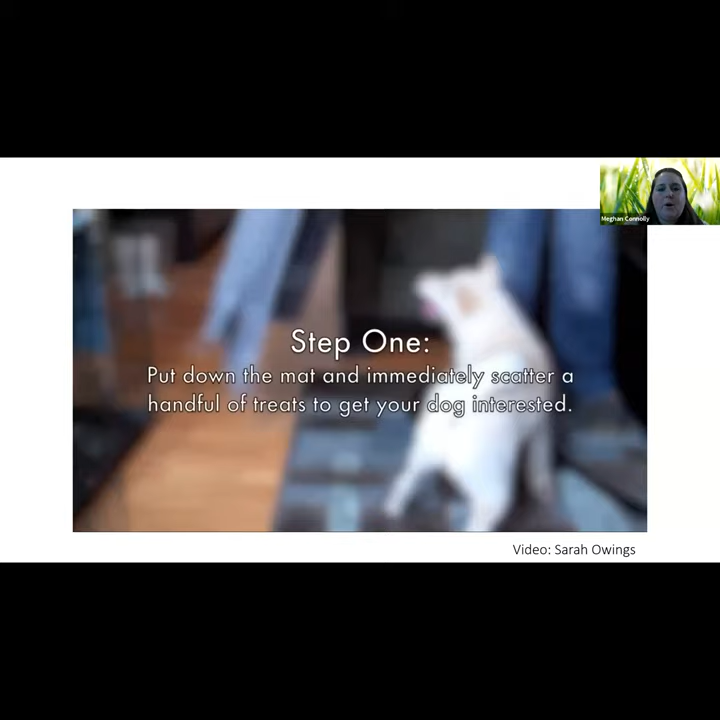 Meghan Connolly
Step One:
Put down the mat and immediately scatter a
handful of treats to get your dog interested.
Video: Sarah Owings